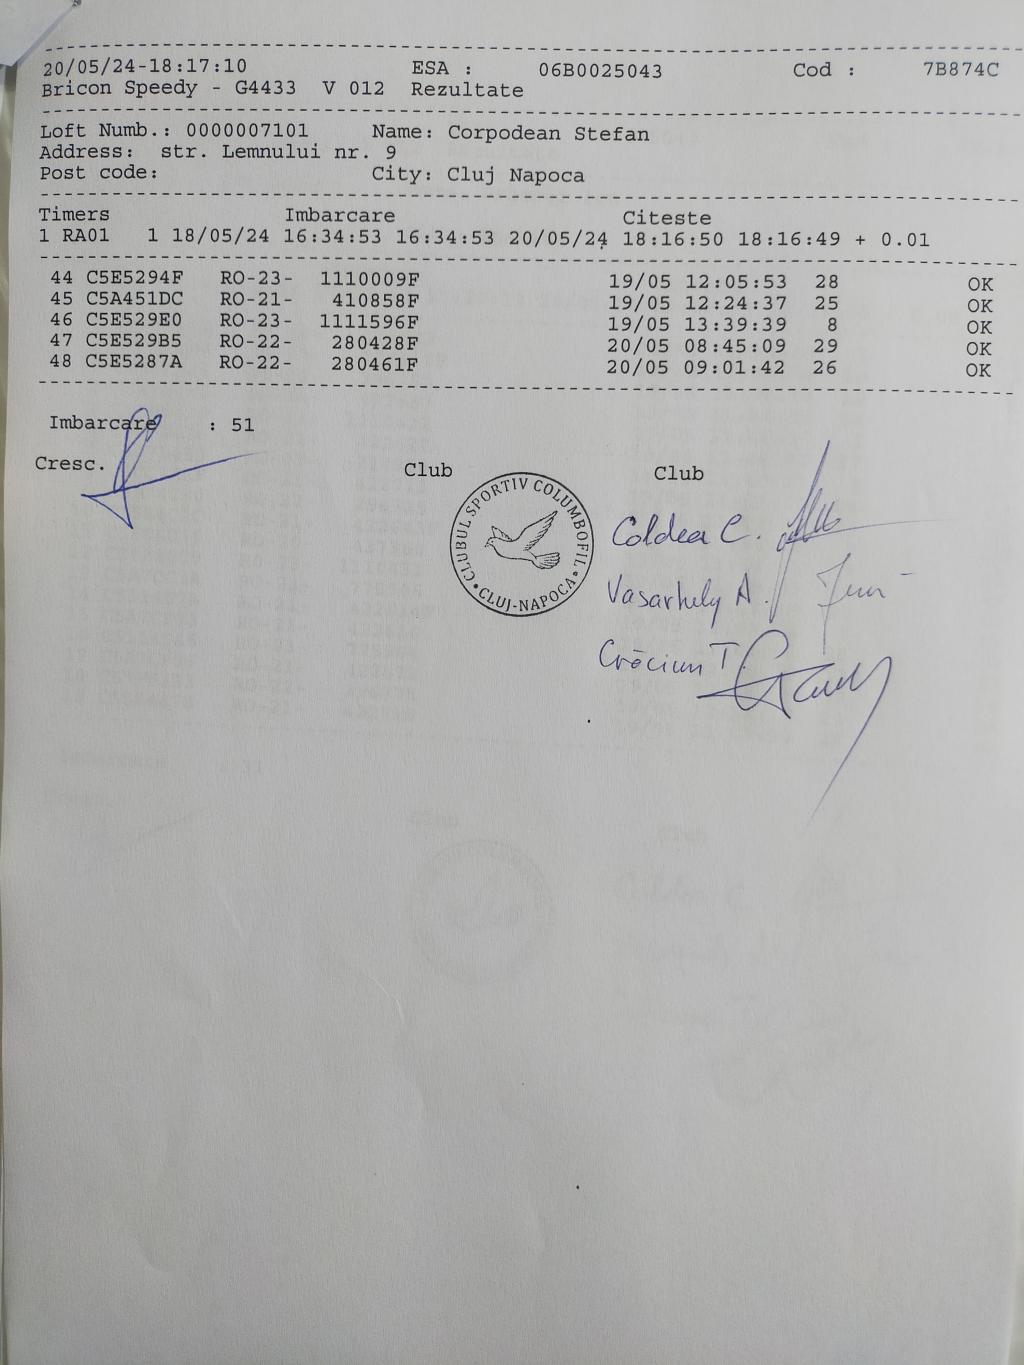 20/05/24-18:17:10 ESA : 06B0025043 Cod : 7B874C
Bricon Speedy - G4433 V 012 Rezultate
Loft Numb.: 0000007101 Name: Corpodean Stefan
Address: str. Lemnului nr. 9
Post code: City: Cluj Napoca
Timers Imbarcare Citeste
1 RA01 1 18/05/24 16:34:53 16:34:53 20/05/24 18:16:50 18:16:49 + 0.01
44 C5E5294F RO-23- 1110009F 19/05 12:05:53 28 OK
45 C5A451DC RO-21- 410858F 19/05 12:24:37 25 OK
46 C5E529E0 RO-23- 1111596F 19/05 13:39:39 8 OK
47 C5E529B5 RO-22- 280428F 20/05 08:45:09 29 OK
48 C5E5287A RO-22- 280461F 20/05 09:01:42 26 OK
Imbarcare : 51
Cresc. Club Club
CLUBUL SPORTIV COLUMBOFIL
CLUJ-NAPOCA
Coldea C.
Vasarhely A.
Crăciun T.